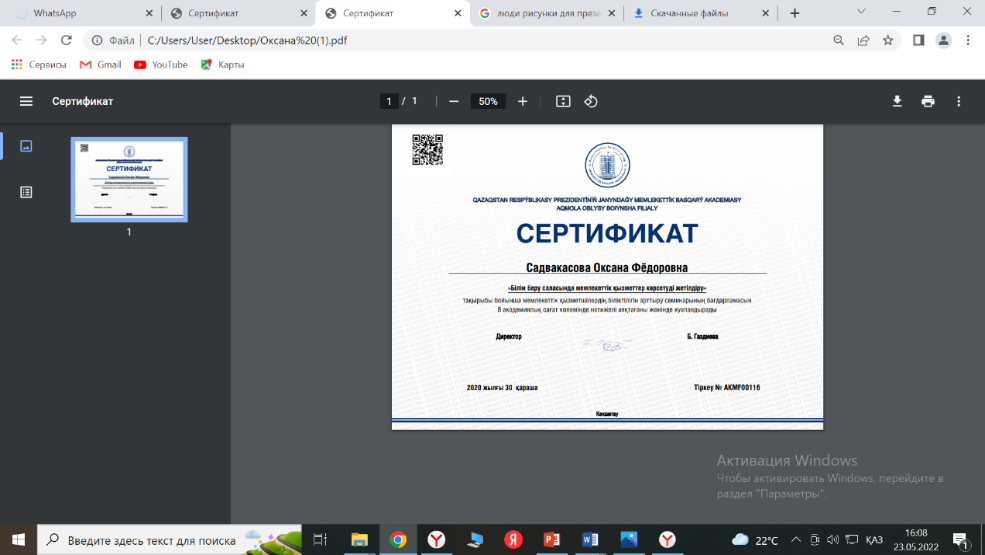 WhatsApp
Сертификат
Сертификат
люди рисунки для презе
Скачанные файлы
Файл
C:/Users/User/Desktop/Оксана%20(1).pdf
Сервисы
Gmail
YouTube
Карты
Сертификат
1 / 1
50%
1
QAZAQSTAN RESPÝBLIKASY PREZIDENTINIŃ JANYNDAǴY MEMLEKETTIK BASQARÝ AKADEMIASY
AQMOLA OBLYSY BOIYNSHA FILIALY
СЕРТИФИКАТ
Садвакасова Оксана Фёдоровна
«Білім беру саласында мемлекеттік қызметтер көрсетуді жетілдіру»
тақырыбы бойынша мемлекеттік қызметшілердің біліктілігін арттыру семинарының бағдарламасын
8 академиялық сағат көлемінде нәтижелі аяқтағаны жөнінде куәландырады
Директор
Б. Газдиева
2020 жылғы 30 қараша
Тіркеу № AKMF00116
Көкшетау
Активация Windows
Чтобы активировать Windows, перейдите в
раздел "Параметры".
Введите здесь текст для поиска
22°C
ҚАЗ
16:08
23.05.2022
1